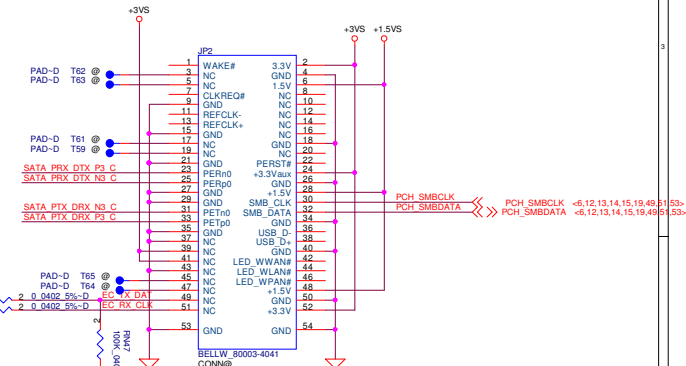 +3VS
+3VS +1.5VS
3
JP2
1 WAKE# 3.3V 2
PAD~D T62 @ 3 NC GND 4
PAD~D T63 @ 5 NC 1.5V 6
7 CLKREQ# NC 8
9 GND NC 10
11 REFCLK- NC 12
13 REFCLK+ NC 14
15 GND NC 16
PAD~D T61 @ 17 NC GND 18
PAD~D T59 @ 19 NC NC 20
21 GND PERST# 22
SATA_PRX_DTX_P3_C 23 PERn0 +3.3Vaux 24
SATA_PRX_DTX_N3_C 25 PERp0 GND 26
27 GND +1.5V 28
29 GND SMB_CLK 30 PCH_SMBCLK PCH_SMBCLK <6,12,13,14,15,19,49,51,53>
SATA_PTX_DRX_N3_C 31 PETn0 SMB_DATA 32 PCH_SMBDATA PCH_SMBDATA <6,12,13,14,15,19,49,51,53>
SATA_PTX_DRX_P3_C 33 PETp0 GND 34
35 GND USB_D- 36
37 NC USB_D+ 38
39 NC GND 40
41 NC LED_WWAN# 42
43 NC LED_WLAN# 44
PAD~D T65 @ 45 NC LED_WPAN# 46
PAD~D T64 @ 47 NC +1.5V 48
2 0_0402_5%~D EC_TX_DAT 49 NC GND 50
2 0_0402_5%~D EC_RX_CLK 51 NC +3.3V 52
53 GND GND 54
2
RN47
100K_040
BELLW_80003-4041
CONN@